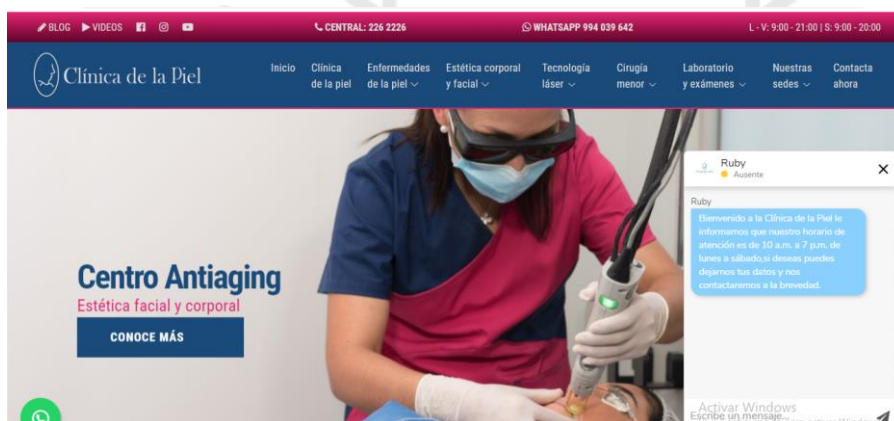 BLOG VIDEOS CENTRAL: 226 2226 WHATSAPP 994 039 642 L - V: 9:00 - 21:00 | S: 9:00 - 20:00
Clínica de la Piel
Inicio
Clínica
de la piel
Enfermedades
de la piel
Estética corporal
y facial
Tecnología
láser
Cirugía
menor
Laboratorio
y exámenes
Nuestras
sedes
Contacta
ahora
Centro Antiaging
Estética facial y corporal
CONOCE MÁS
Ruby
Ausente
Ruby
Bienvenido a la Clínica de la Piel le
informamos que nuestro horario de
atención es de 10 a.m. a 7 p.m. de
lunes a sábado,si deseas puedes
dejarnos tus datos y nos
contactaremos a la brevedad.
Activar Windows
Escribe un mensaje...